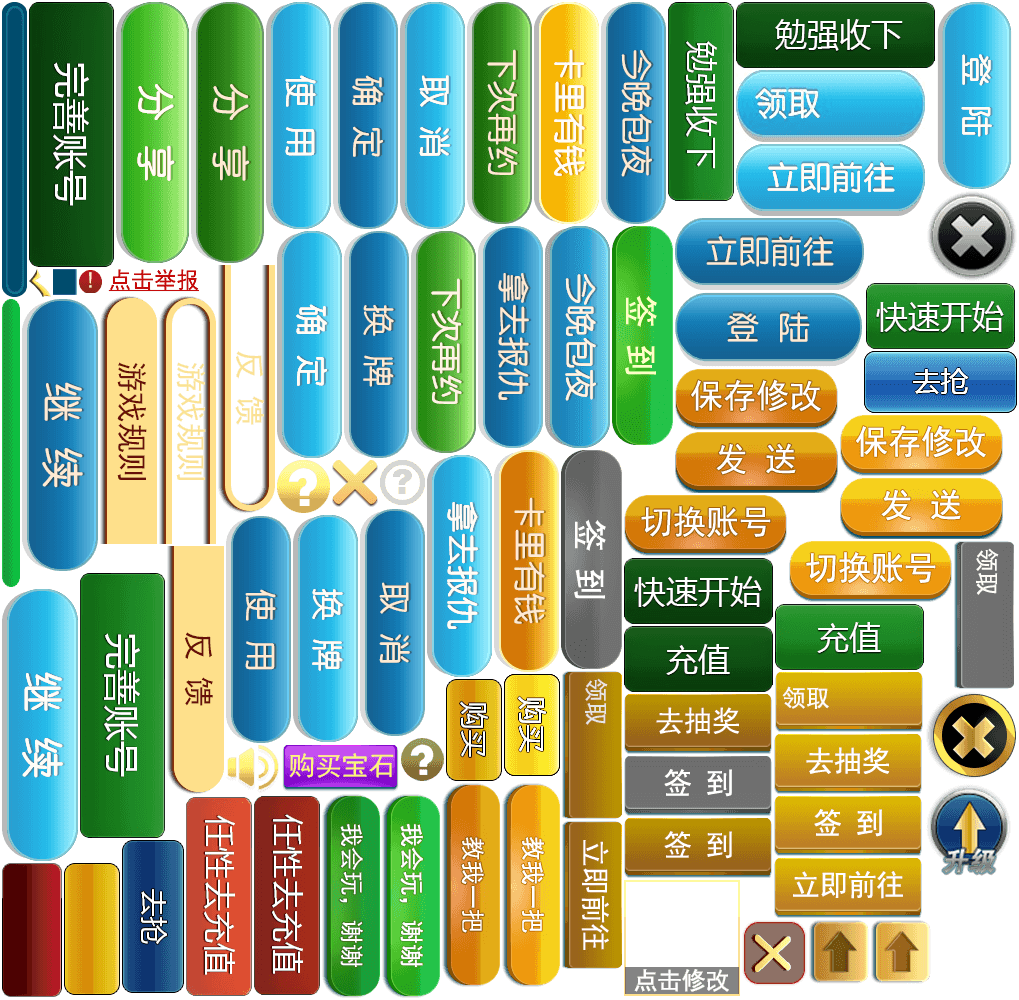 完善账号
分 享
分 享
使 用
确 定
取 消
下次再约
卡里有钱
今晚包夜
勉强收下
勉强收下
领取
立即前往
登 陆
点击举报
继 续
游戏规则
游戏规则
反 馈
确 定
换 牌
下次再约
拿去报仇
今晚包夜
签 到
立即前往
登 陆
快速开始
去抢
保存修改
发 送
保存修改
发 送
切换账号
切换账号
继 续
完善账号
反 馈
使 用
换 牌
取 消
拿去报仇
卡里有钱
签 到
快速开始
充值
充值
领取
领取
领取
购买
购买
购买宝石
去抽奖
去抽奖
签 到
签 到
签 到
立即前往
升级
去抢
任性去充值
任性去充值
我会玩，谢谢
我会玩，谢谢
教我一把
教我一把
立即前往
点击修改